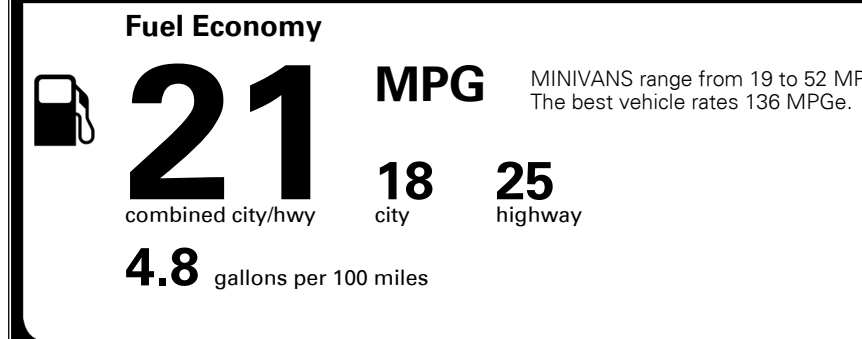 Fuel Economy
21 MPG
MINIVANS range from 19 to 52
The best vehicle rates 136 MPGe.
combined city/hwy
18
city
25
highway
4.8 gallons per 100 miles